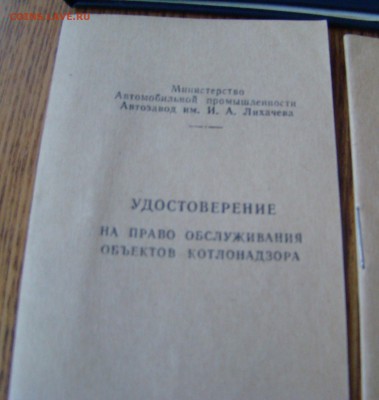 Министерство
Автомобильной промышленности
Автозавод им. И. А. Лихачева
УДОСТОВЕРЕНИЕ
НА ПРАВО ОБСЛУЖИВАНИЯ
ОБЪЕКТОВ КОТЛОНАДЗОРА